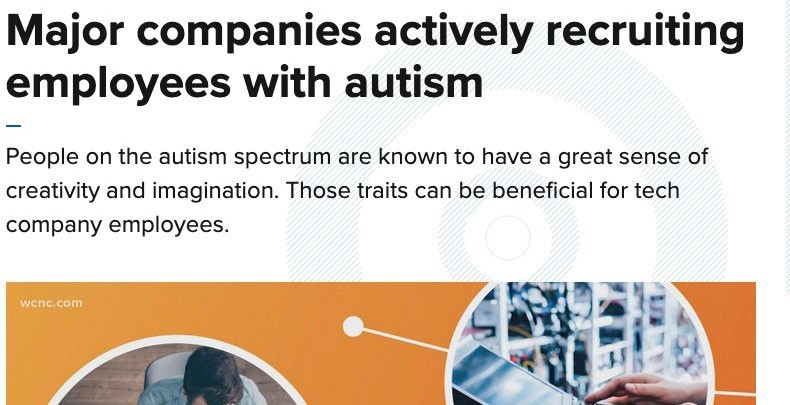 Major companies actively recruiting
employees with autism
People on the autism spectrum are known to have a great sense of
creativity and imagination. Those traits can be beneficial for tech
company employees.
wcnc.com